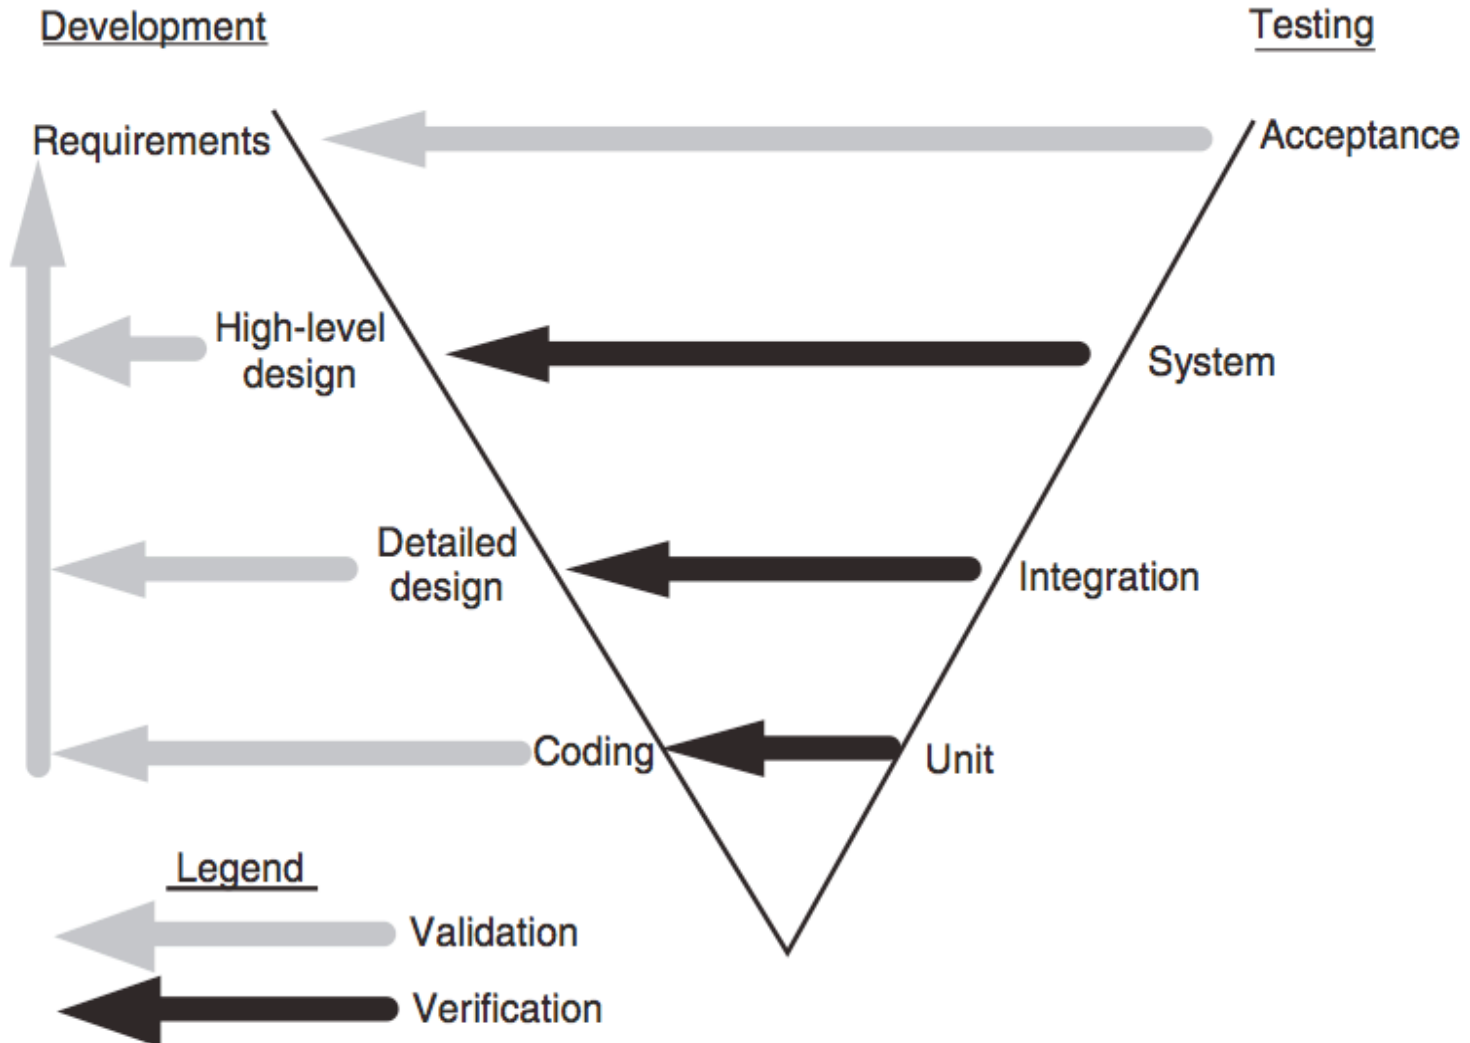 Development
Testing
Requirements
Acceptance
High-level
design
System
Detailed
design
Integration
Coding
Unit
Legend
Validation
Verification